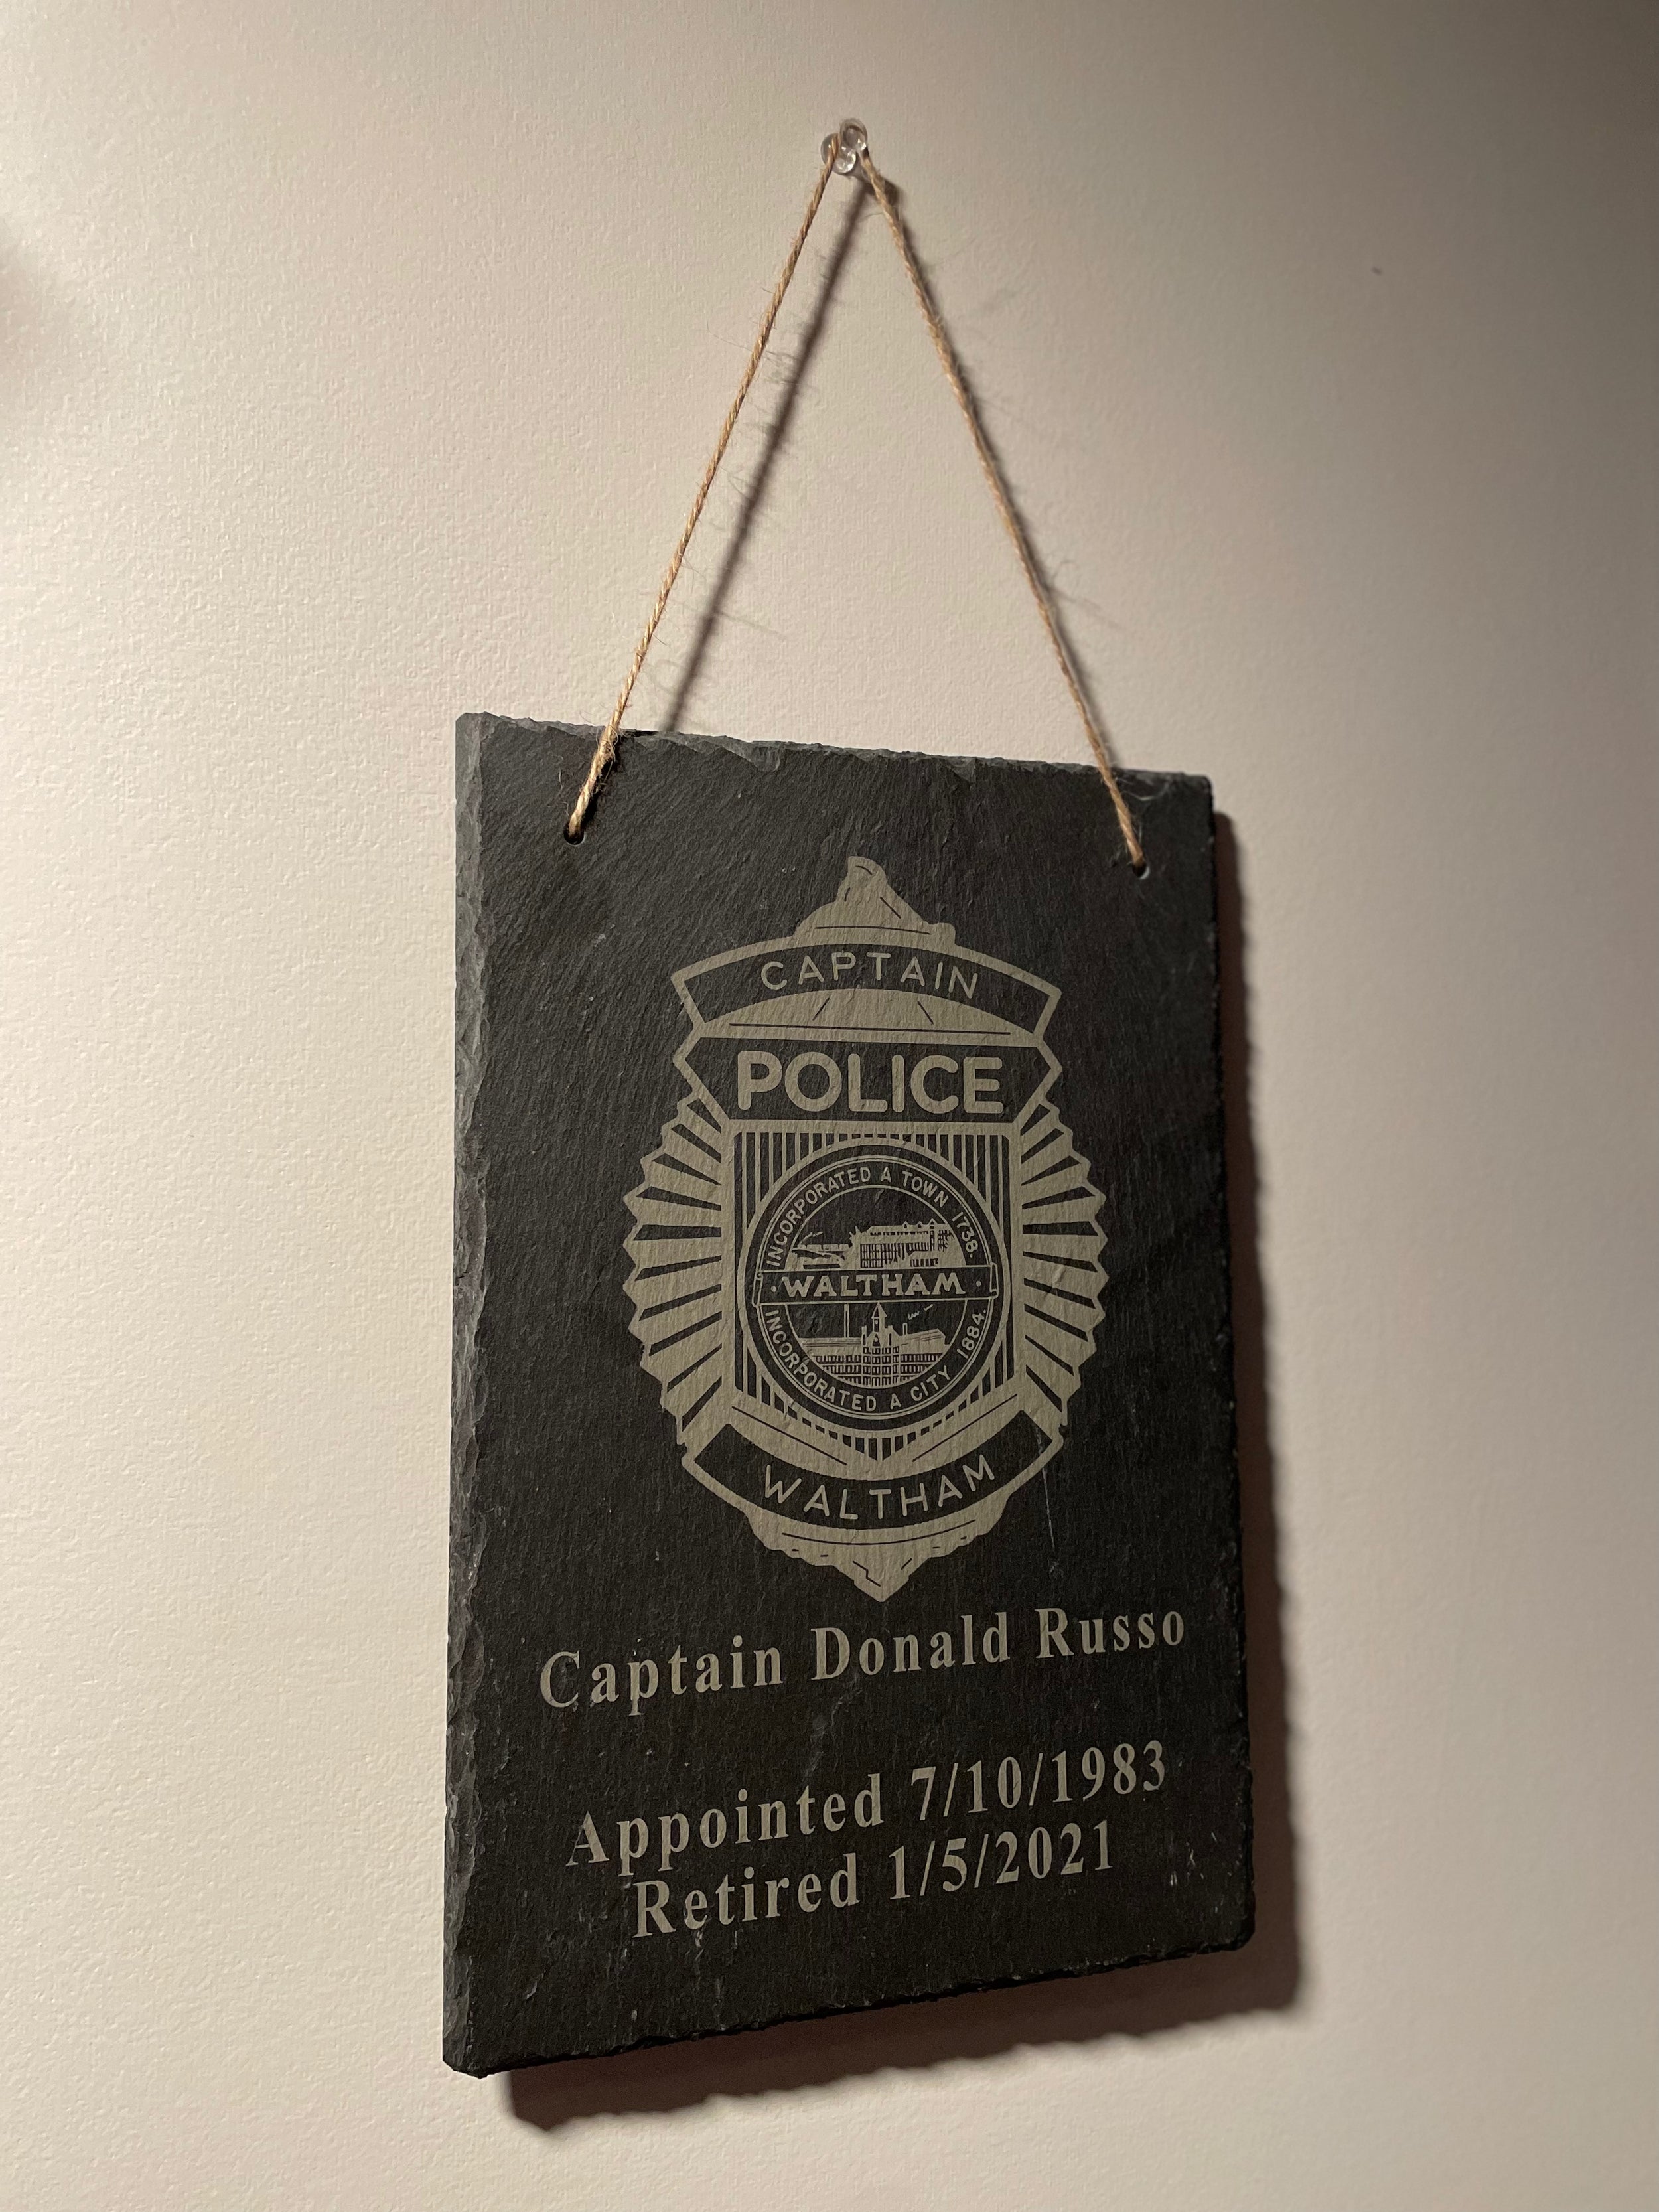 CAPTAIN
POLICE
INCORPORATED A TOWN 1738.
· WALTHAM ·
INCORPORATED A CITY 1884.
WALTHAM
Captain Donald Russo
Appointed 7/10/1983
Retired 1/5/2021